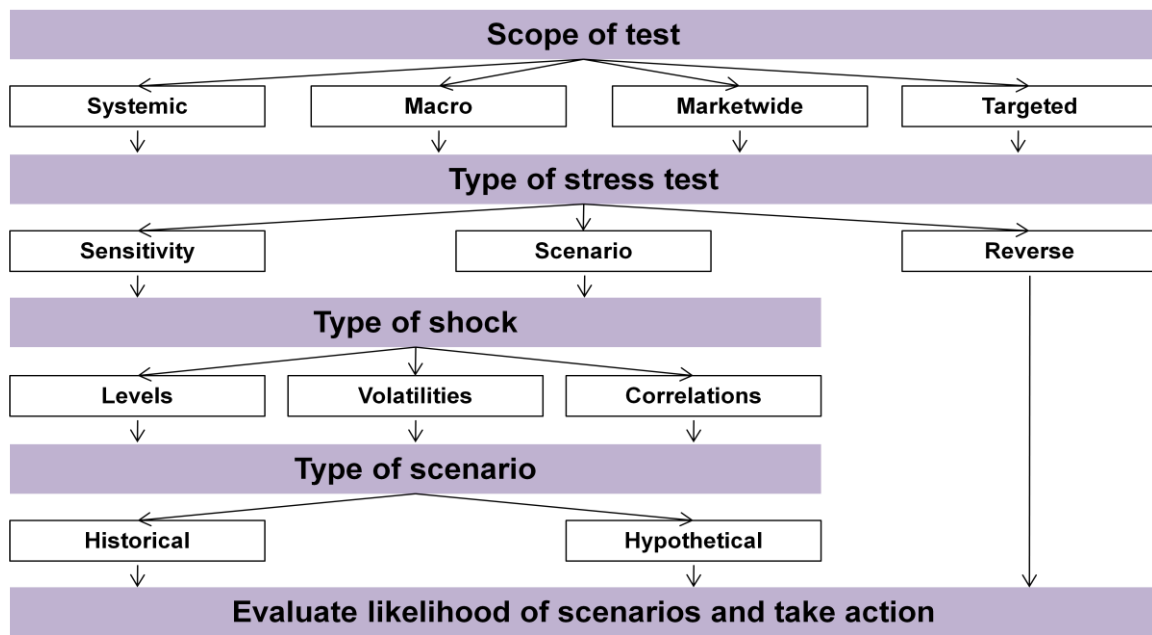 Scope of test
Systemic
Macro
Marketwide
Targeted
Type of stress test
Sensitivity
Scenario
Reverse
Type of shock
Levels
Volatilities
Correlations
Type of scenario
Historical
Hypothetical
Evaluate likelihood of scenarios and take action